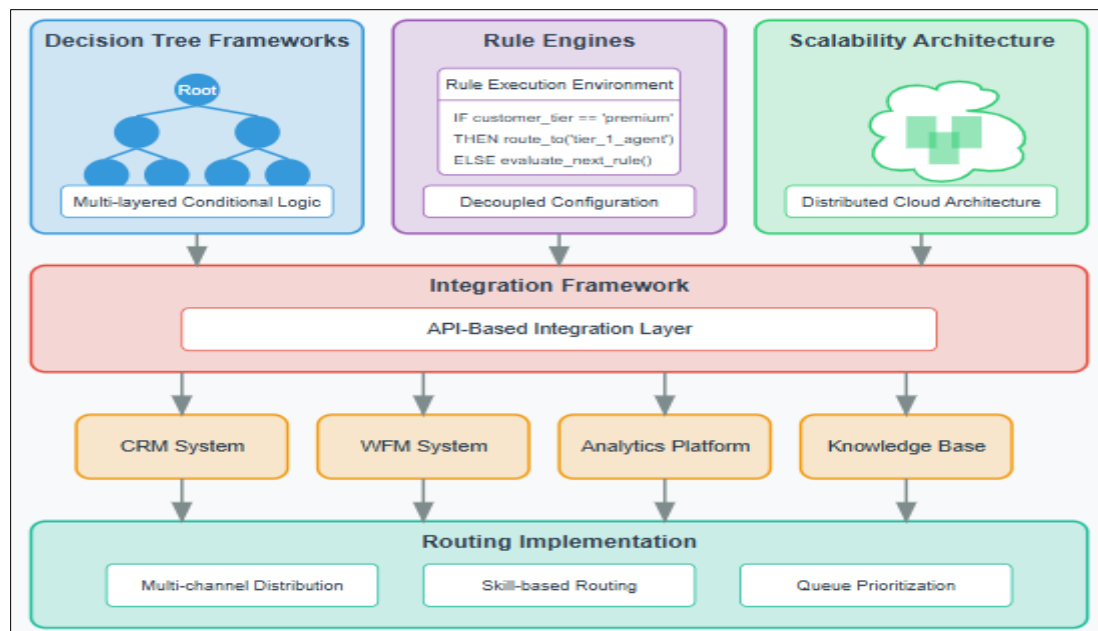 Decision Tree Frameworks
Root
Multi-layered Conditional Logic
Rule Engines
Rule Execution Environment
IF customer_tier == 'premium'
THEN route_to('tier_1_agent')
ELSE evaluate_next_rule()
Decoupled Configuration
Scalability Architecture
Distributed Cloud Architecture
Integration Framework
API-Based Integration Layer
CRM System
WFM System
Analytics Platform
Knowledge Base
Routing Implementation
Multi-channel Distribution
Skill-based Routing
Queue Prioritization